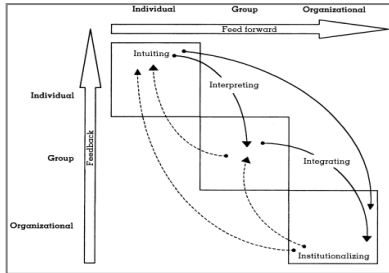 Individual Group Organizational
Feed forward
Intuiting
Individual
Interpreting
Feedback
Group
Integrating
Organizational
Institutionalizing